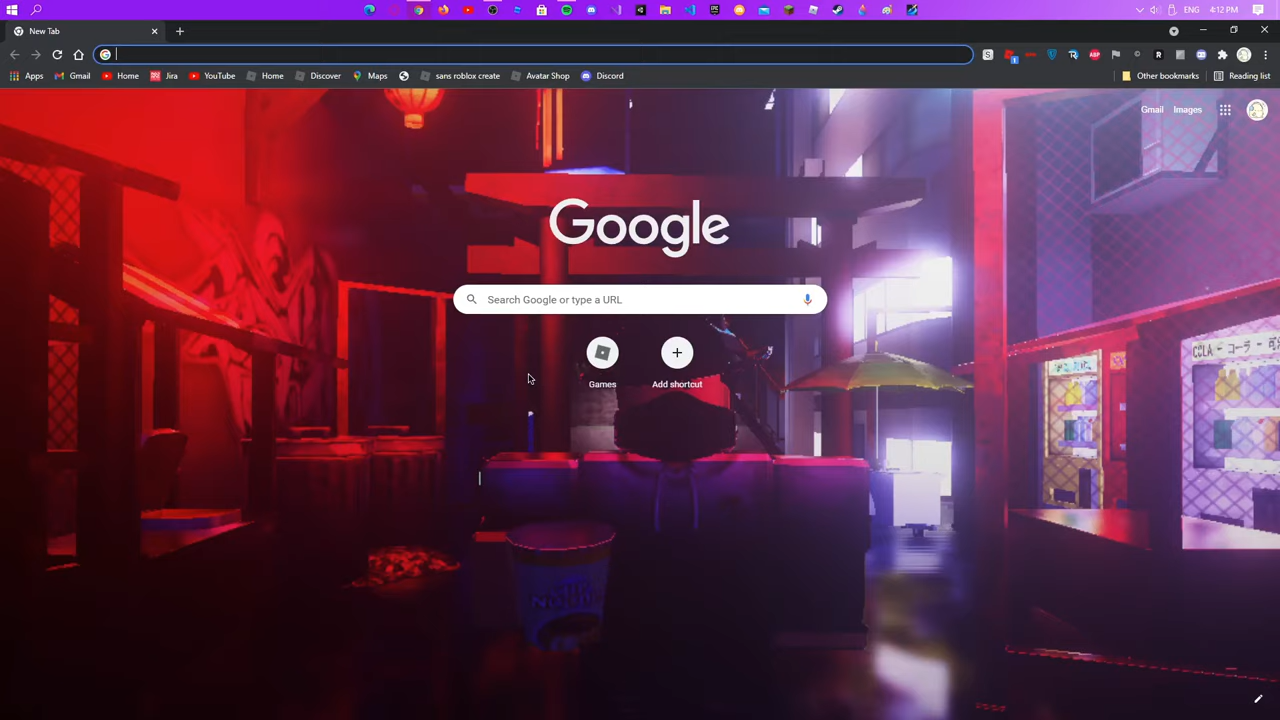 ENG 4:12 PM
New Tab
Apps Gmail Home Jira YouTube Home Discover Maps sans roblox create Avatar Shop Discord Other bookmarks Reading list
Gmail Images
Google
Search Google or type a URL
Games Add shortcut